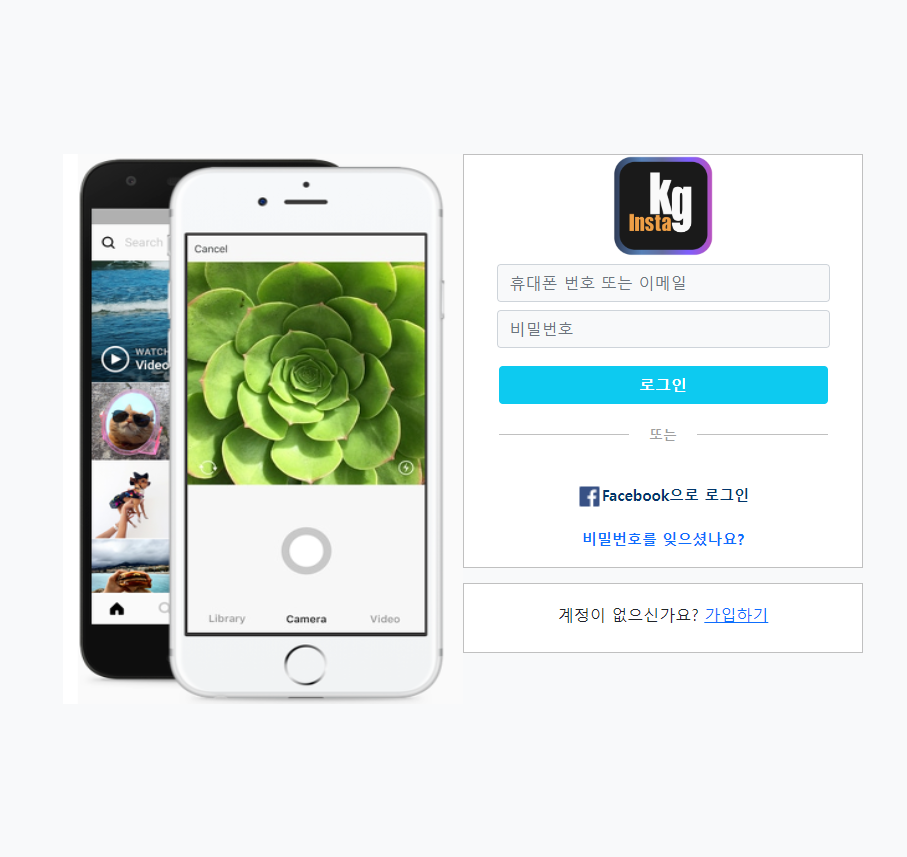 Search
WATCH
Video
Cancel
Library
Camera
Video
kg
Insta
휴대폰 번호 또는 이메일
비밀번호
로그인
또는
Facebook으로 로그인
비밀번호를 잊으셨나요?
계정이 없으신가요? 가입하기